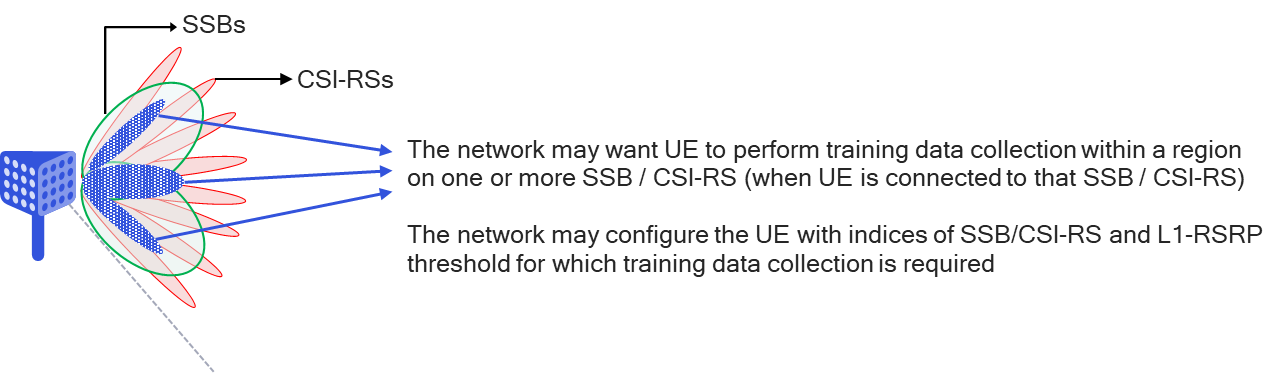 SSBs
CSI-RSs
The network may want UE to perform training data collection within a region
on one or more SSB / CSI-RS (when UE is connected to that SSB / CSI-RS)
The network may configure the UE with indices of SSB/CSI-RS and L1-RSRP
threshold for which training data collection is required